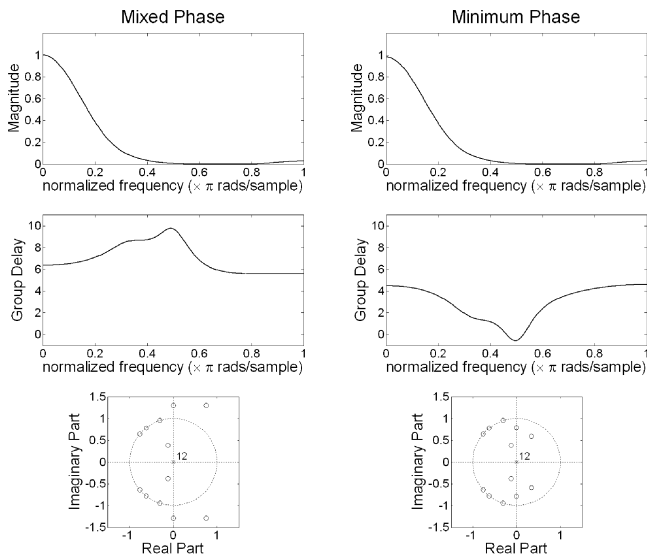 Mixed Phase
Minimum Phase
1
0.8
0.6
0.4
0.2
0
Magnitude
0 0.2 0.4 0.6 0.8 1
normalized frequency (× π rads/sample)
1
0.8
0.6
0.4
0.2
0
Magnitude
0 0.2 0.4 0.6 0.8 1
normalized frequency (× π rads/sample)
10
8
6
4
2
0
Group Delay
0 0.2 0.4 0.6 0.8 1
normalized frequency (× π rads/sample)
10
8
6
4
2
0
Group Delay
0 0.2 0.4 0.6 0.8 1
normalized frequency (× π rads/sample)
1.5
1
0.5
0
-0.5
-1
-1.5
Imaginary Part
12
-1 0 1
Real Part
1.5
1
0.5
0
-0.5
-1
-1.5
Imaginary Part
12
-1 0 1
Real Part